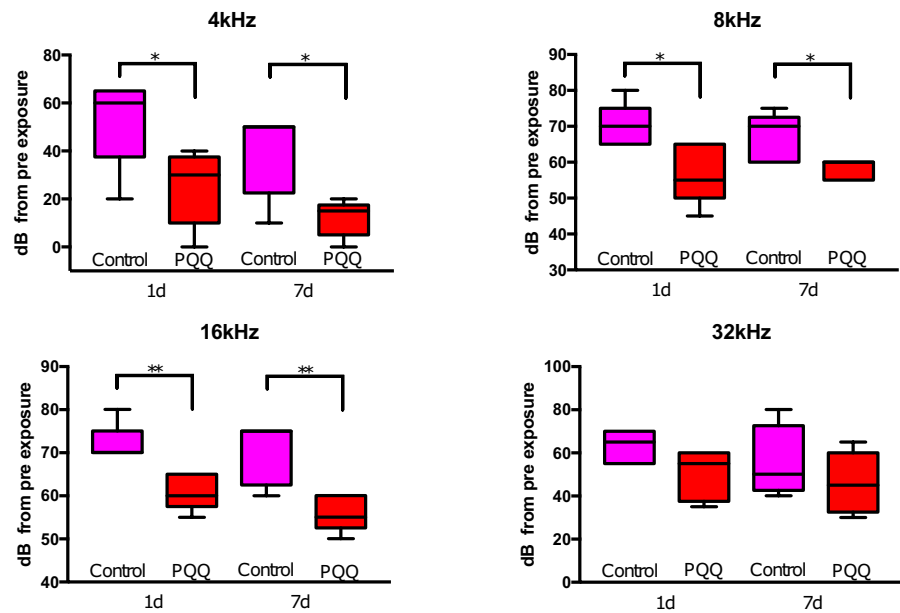 4kHz
dB from pre exposure
80
60
40
20
0
*
*
Control PQQ Control PQQ
1d 7d
8kHz
dB from pre exposure
90
80
70
60
50
40
30
*
*
Control PQQ Control PQQ
1d 7d
16kHz
dB from pre exposure
90
80
70
60
50
40
**
**
Control PQQ Control PQQ
1d 7d
32kHz
dB from pre exposure
100
80
60
40
20
0
Control PQQ Control PQQ
1d 7d